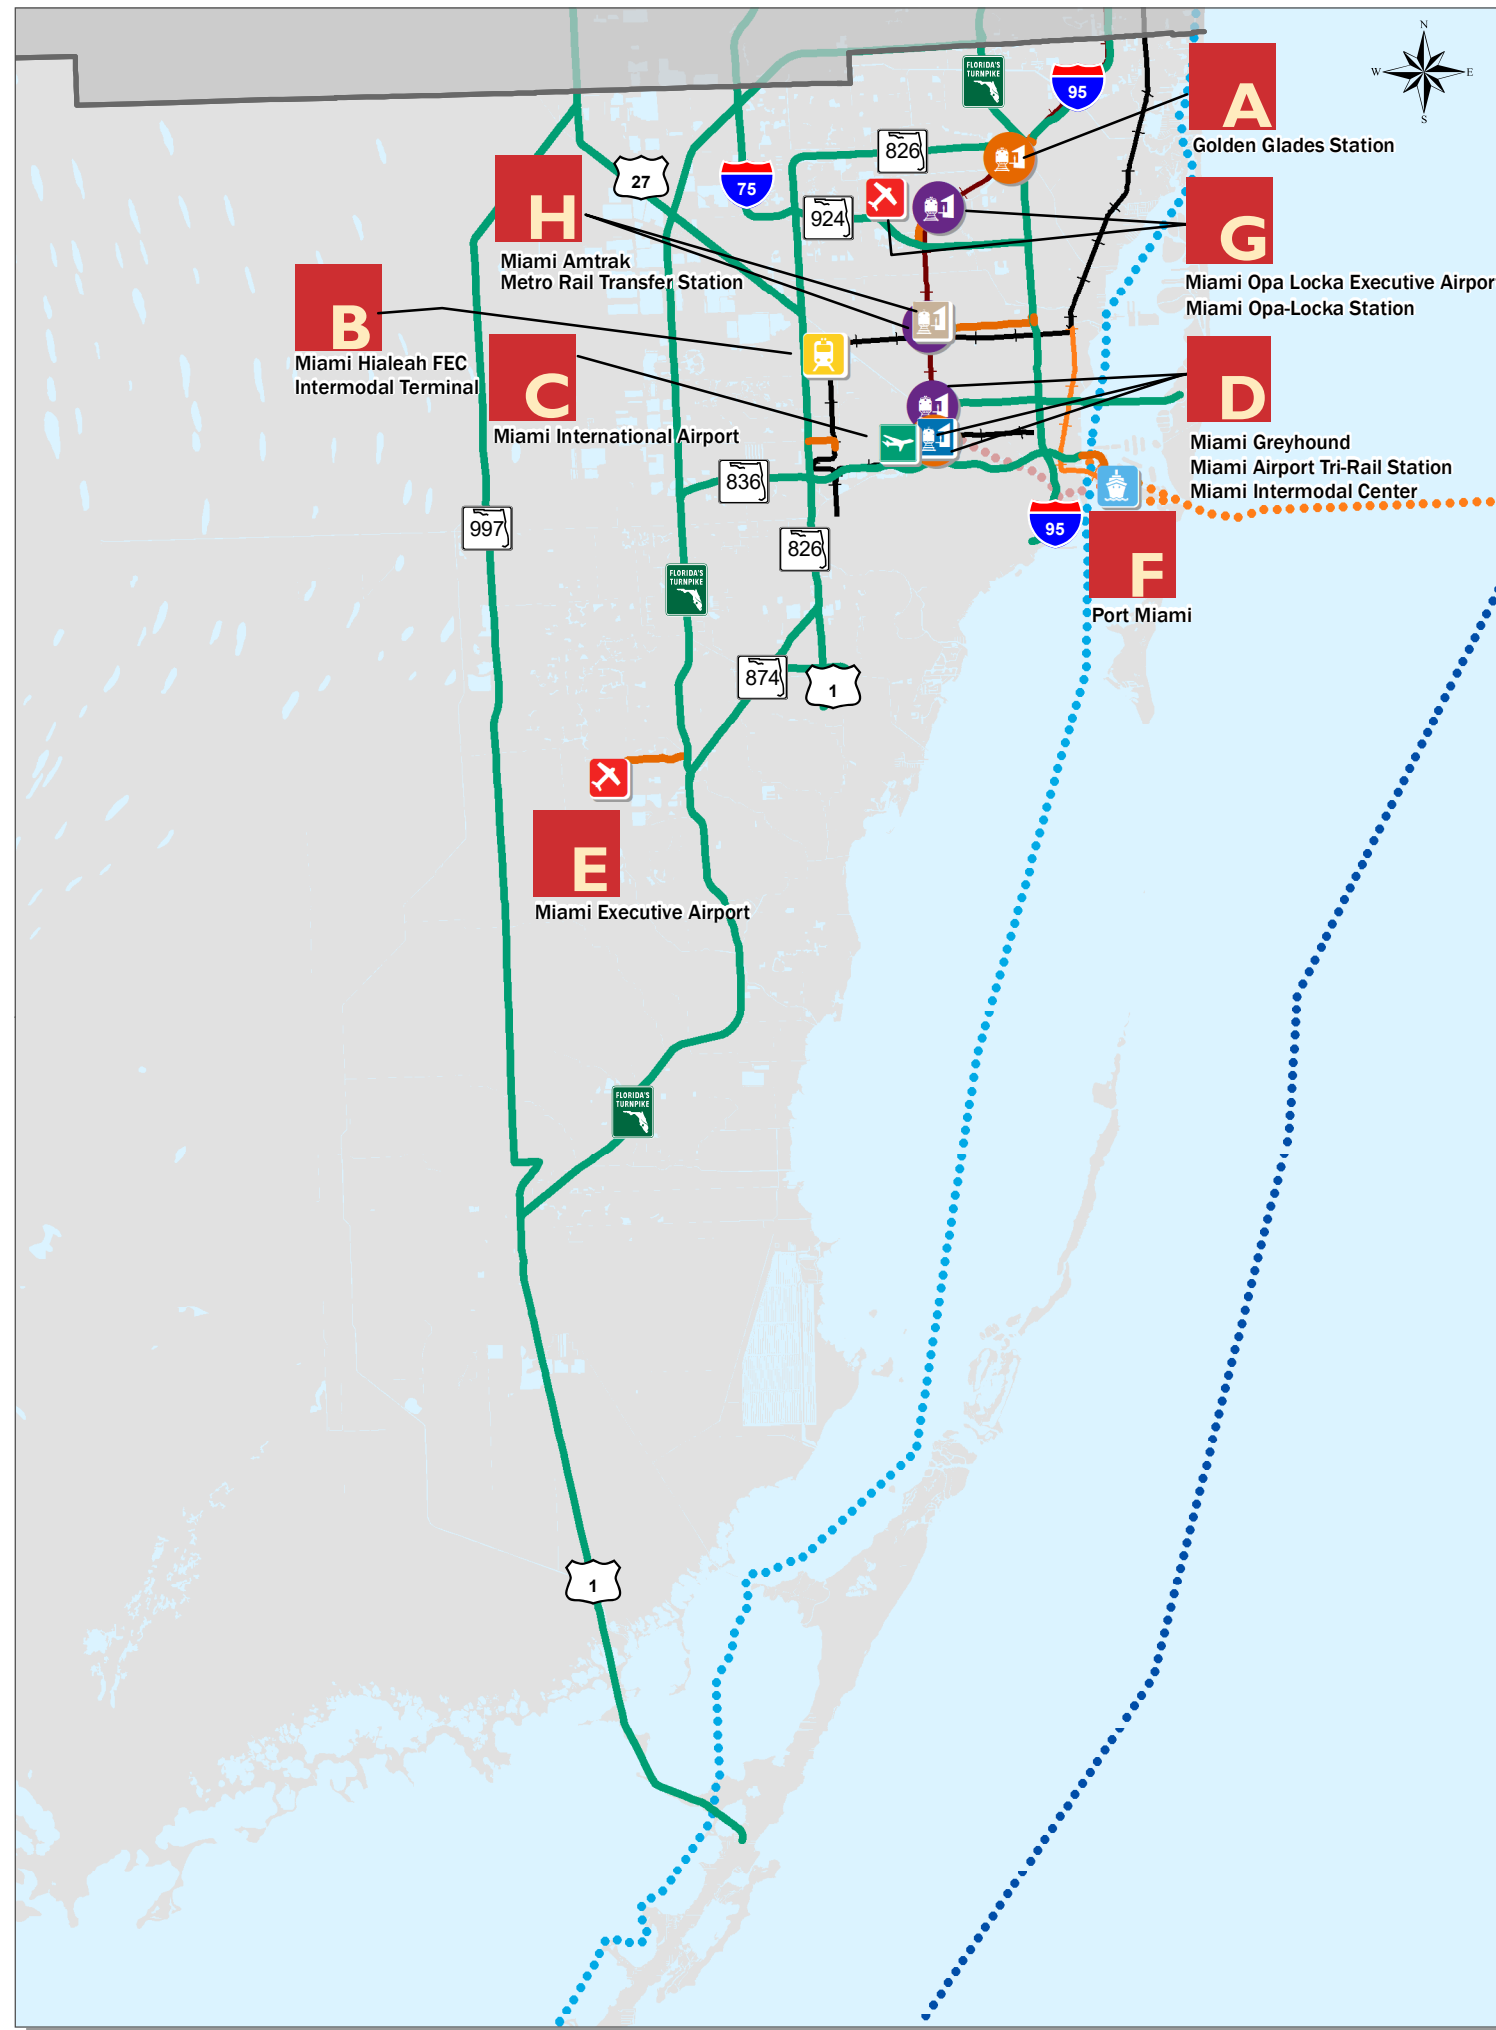 N
W
E
S
FLORIDA'S
TURNPIKE
95
A
Golden Glades Station
826
27
75
H
924
G
Miami Amtrak
Metro Rail Transfer Station
Miami Opa Locka Executive Airpor
Miami Opa-Locka Station
B
Miami Hialeah FEC
Intermodal Terminal
C
Miami International Airport
D
Miami Greyhound
Miami Airport Tri-Rail Station
Miami Intermodal Center
836
997
826
95
F
Port Miami
FLORIDA'S
TURNPIKE
874
1
E
Miami Executive Airport
FLORIDA'S
TURNPIKE
1